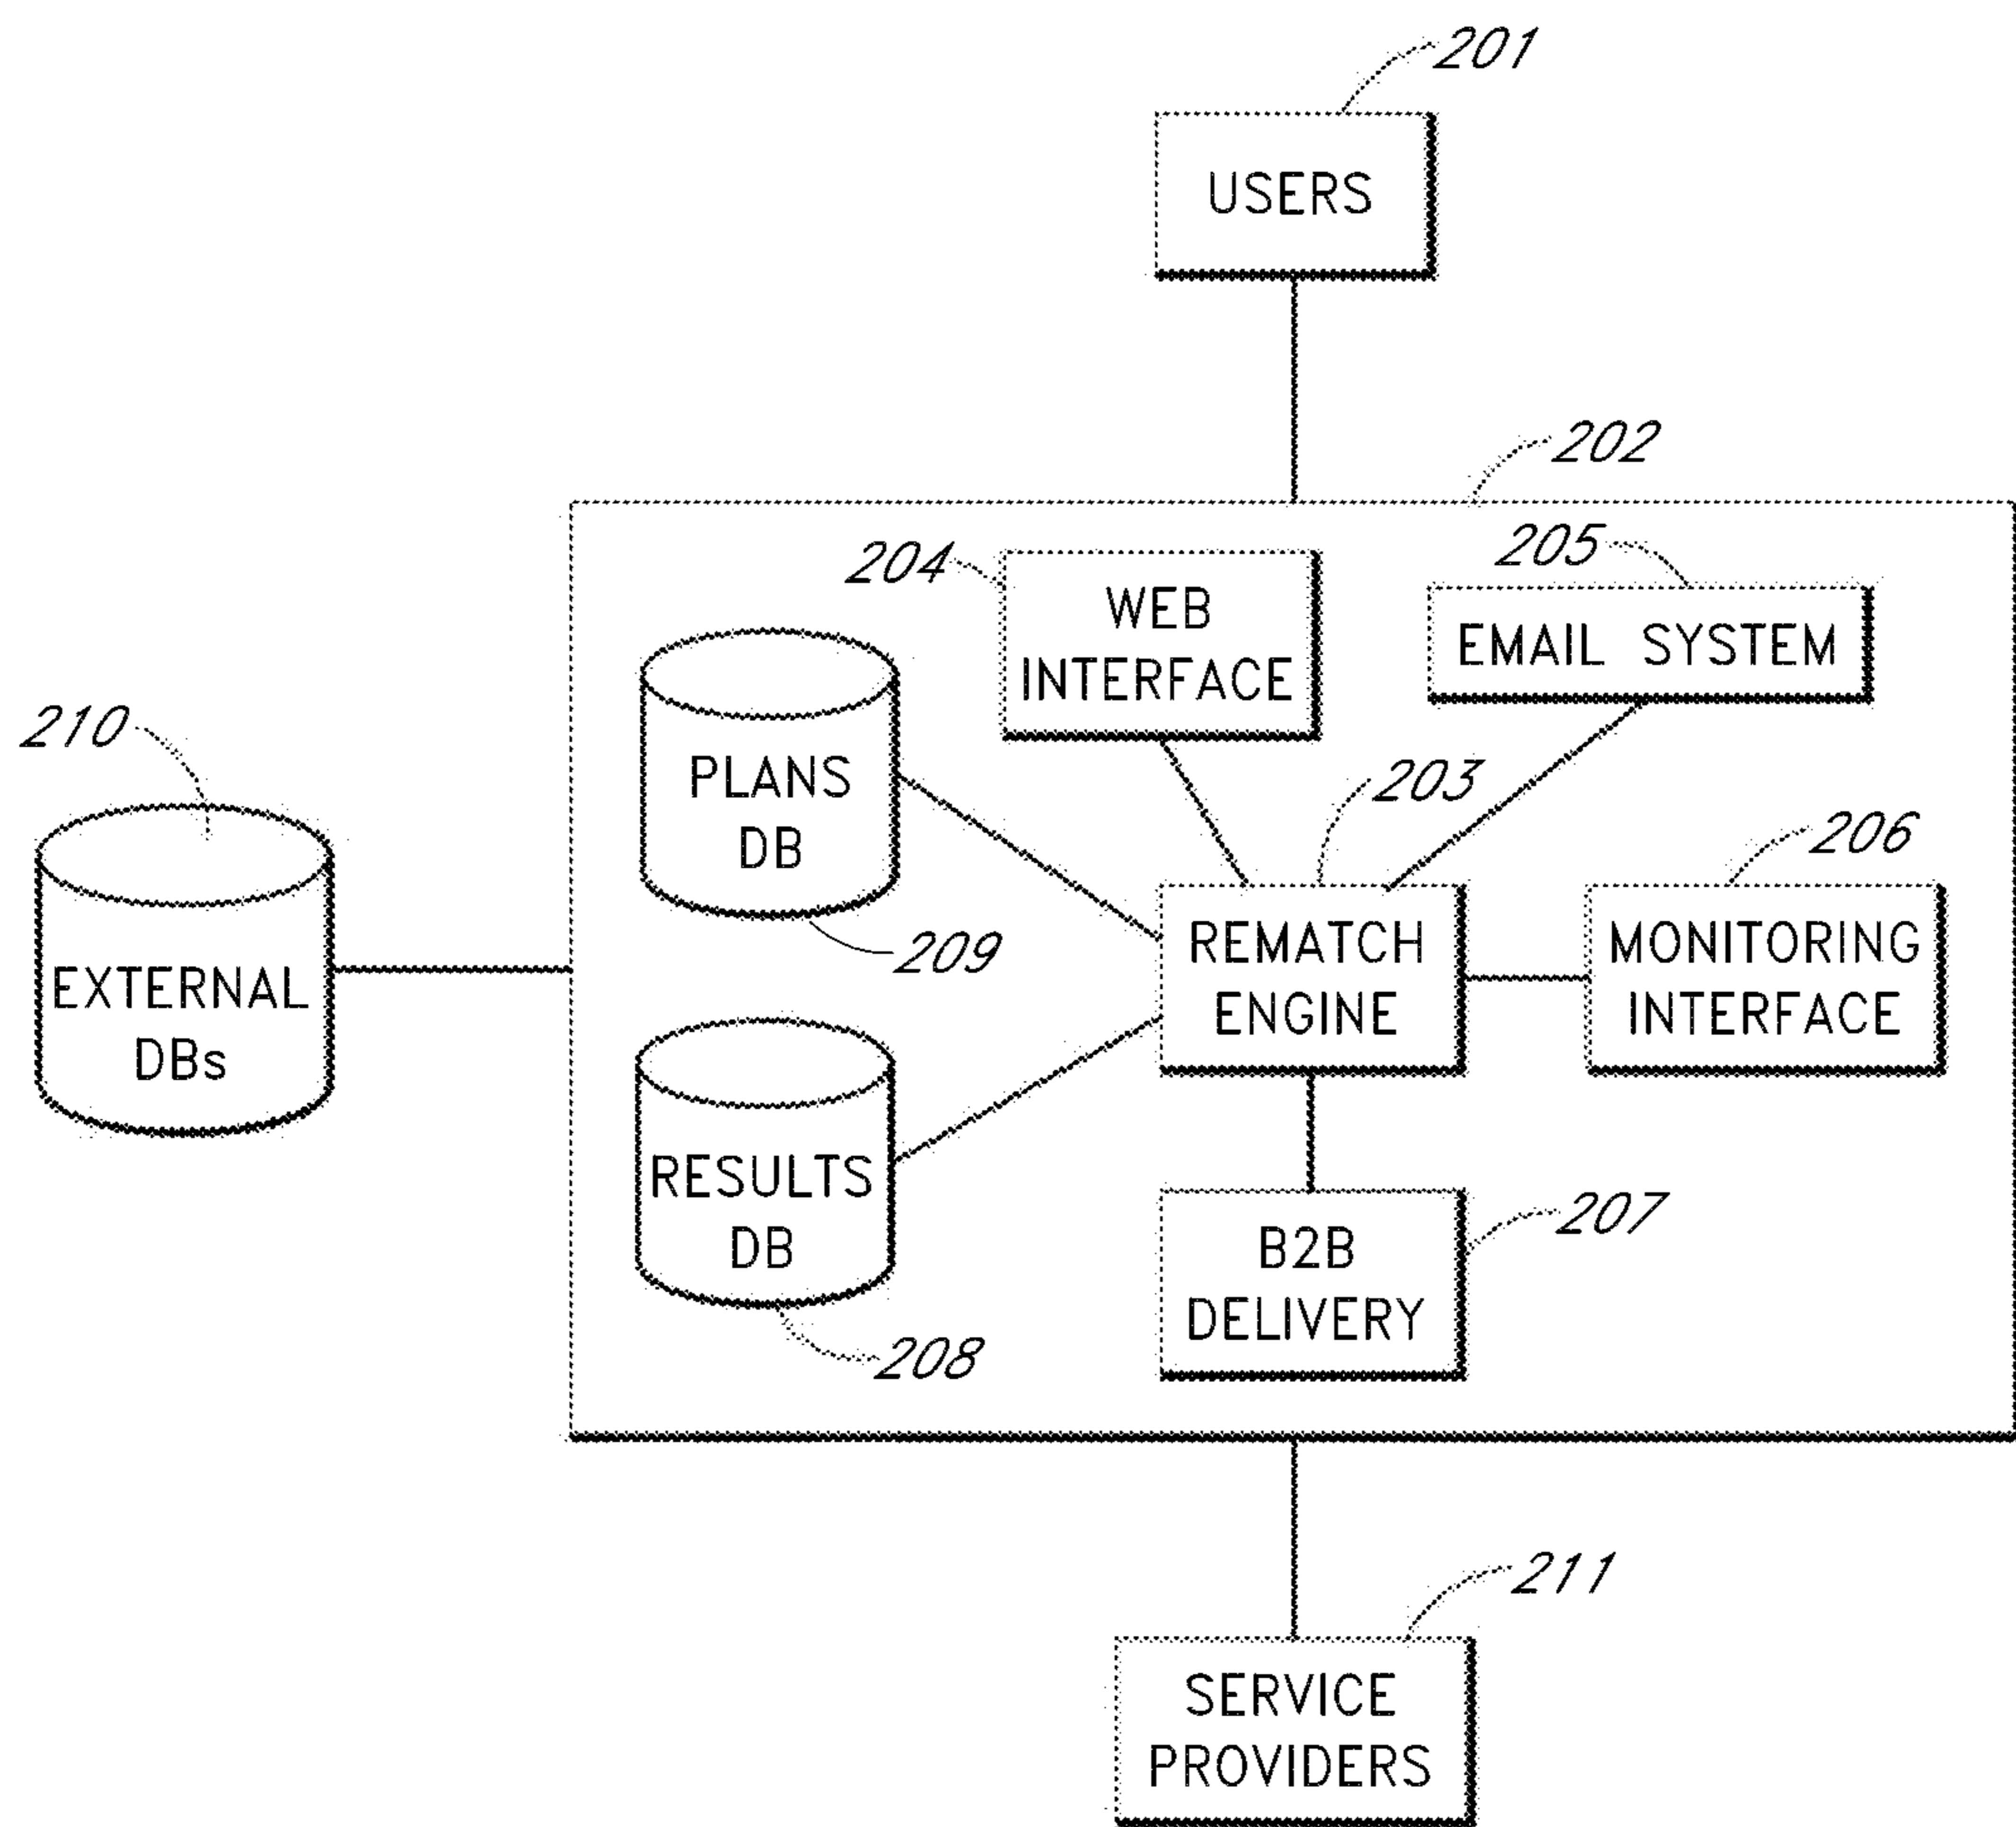 201
USERS
202
204
205
WEB
INTERFACE
EMAIL SYSTEM
210
PLANS
DB
203
206
EXTERNAL
DBs
209
REMATCH
ENGINE
MONITORING
INTERFACE
RESULTS
DB
208
B2B
DELIVERY
207
211
SERVICE
PROVIDERS